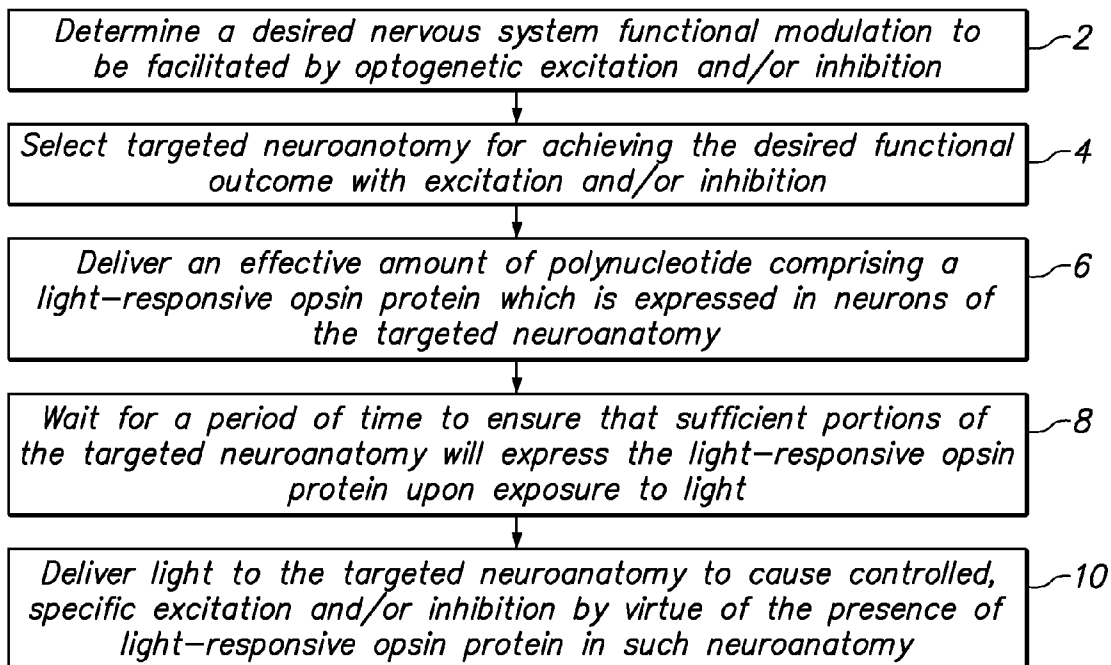 Determine a desired nervous system functional modulation to
be facilitated by optogenetic excitation and/or inhibition
2
Select targeted neuroanotomy for achieving the desired functional
outcome with excitation and/or inhibition
4
Deliver an effective amount of polynucleotide comprising a
light-responsive opsin protein which is expressed in neurons of
the targeted neuroanatomy
6
Wait for a period of time to ensure that sufficient portions of
the targeted neuroanatomy will express the light-responsive opsin
protein upon exposure to light
8
Deliver light to the targeted neuroanatomy to cause controlled,
specific excitation and/or inhibition by virtue of the presence of
light-responsive opsin protein in such neuroanatomy
10